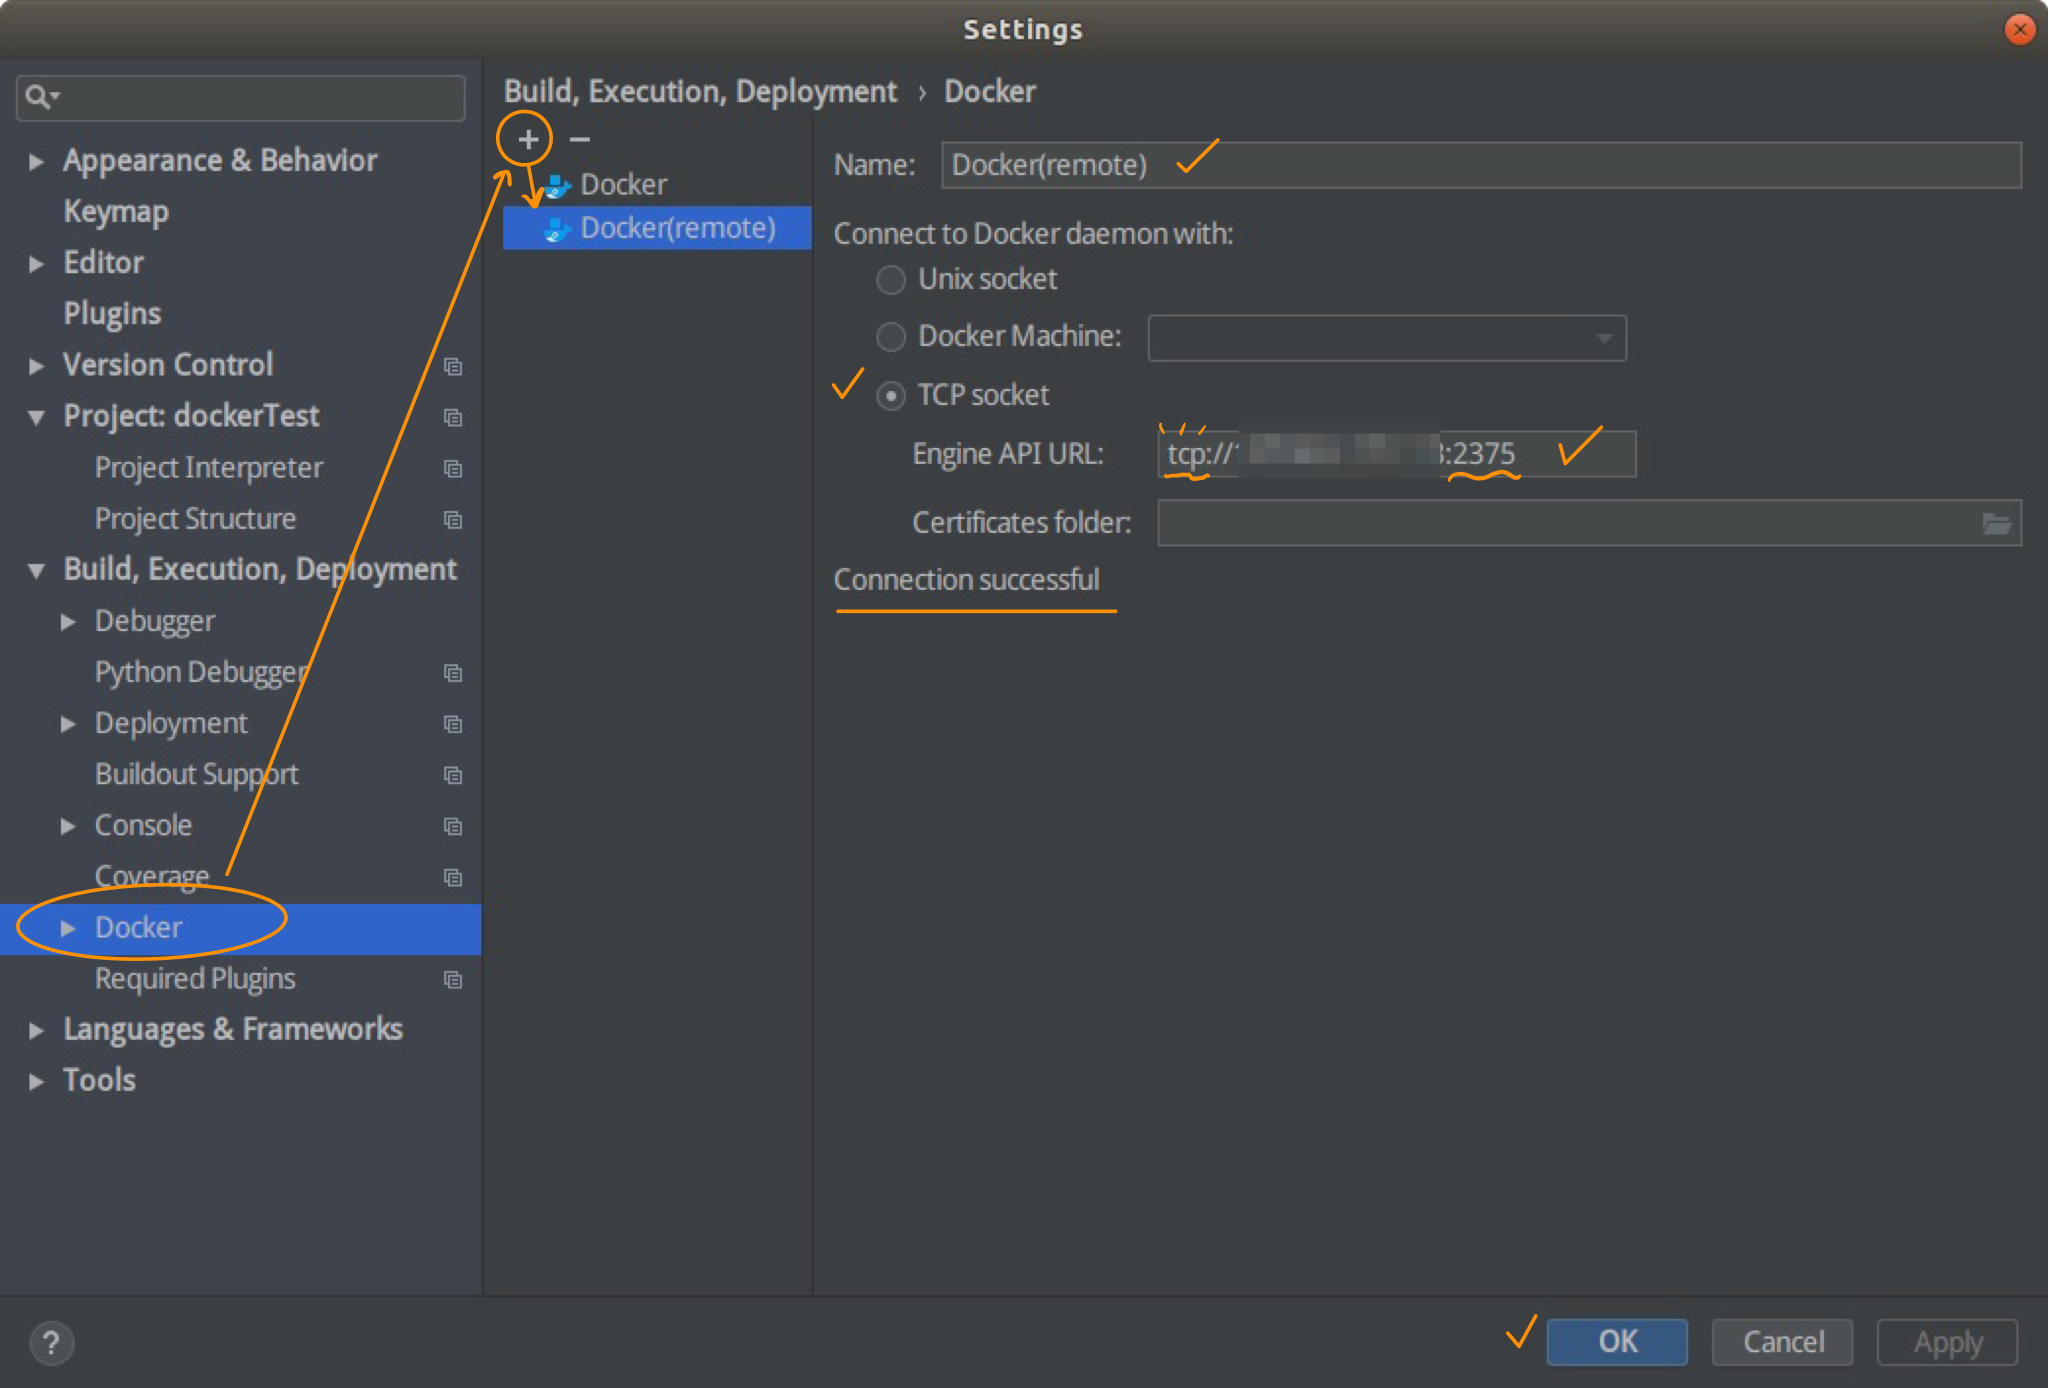 Settings
Appearance & Behavior
Keymap
Editor
Plugins
Version Control
Project: dockerTest
Project Interpreter
Project Structure
Build, Execution, Deployment
Debugger
Python Debugger
Deployment
Buildout Support
Console
Coverage
Docker
Required Plugins
Languages & Frameworks
Tools
Build, Execution, Deployment › Docker
+ −
Docker
Docker(remote)
Name: Docker(remote)
Connect to Docker daemon with:
Unix socket
Docker Machine:
TCP socket
Engine API URL: tcp:// :2375
Certificates folder:
Connection successful
? OK Cancel Apply